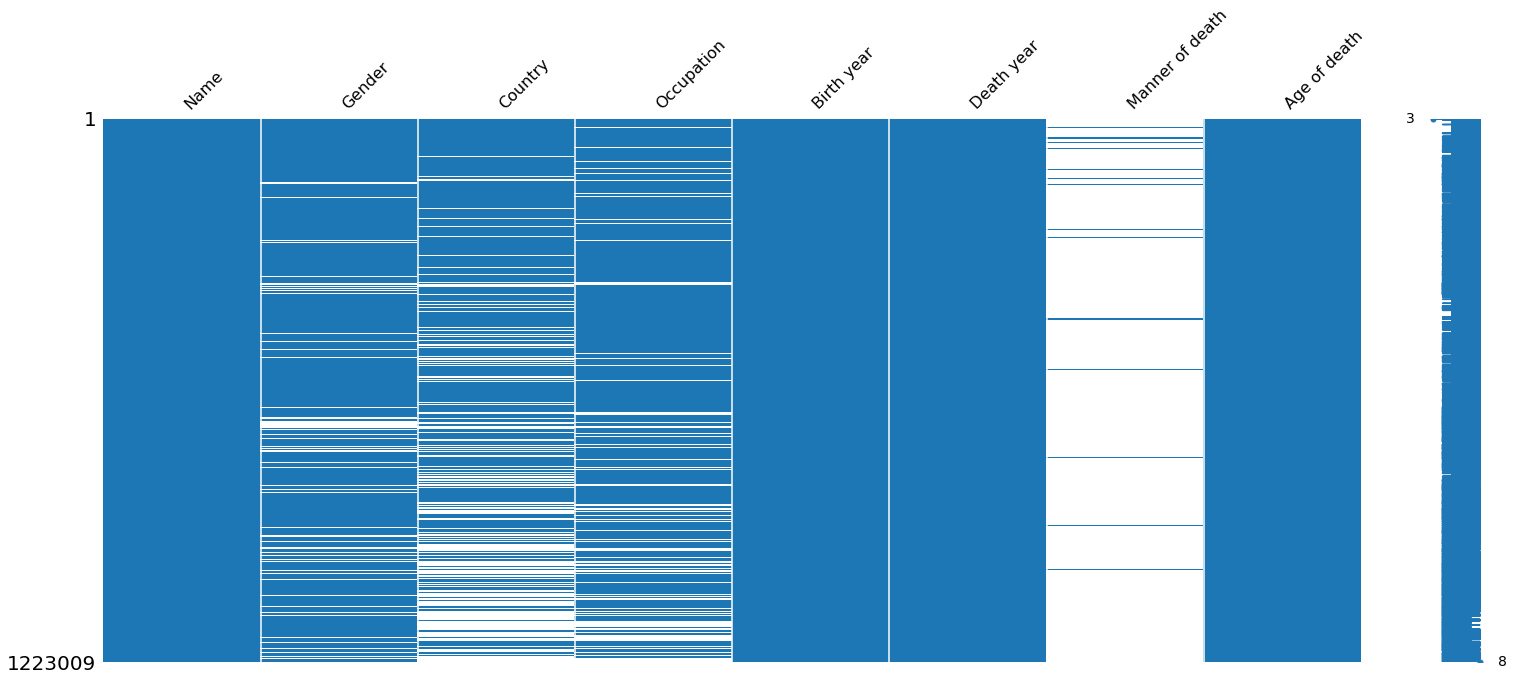 Name
Gender
Country
Occupation
Birth year
Death year
Manner of death
Age of death
1
3
1223009
8